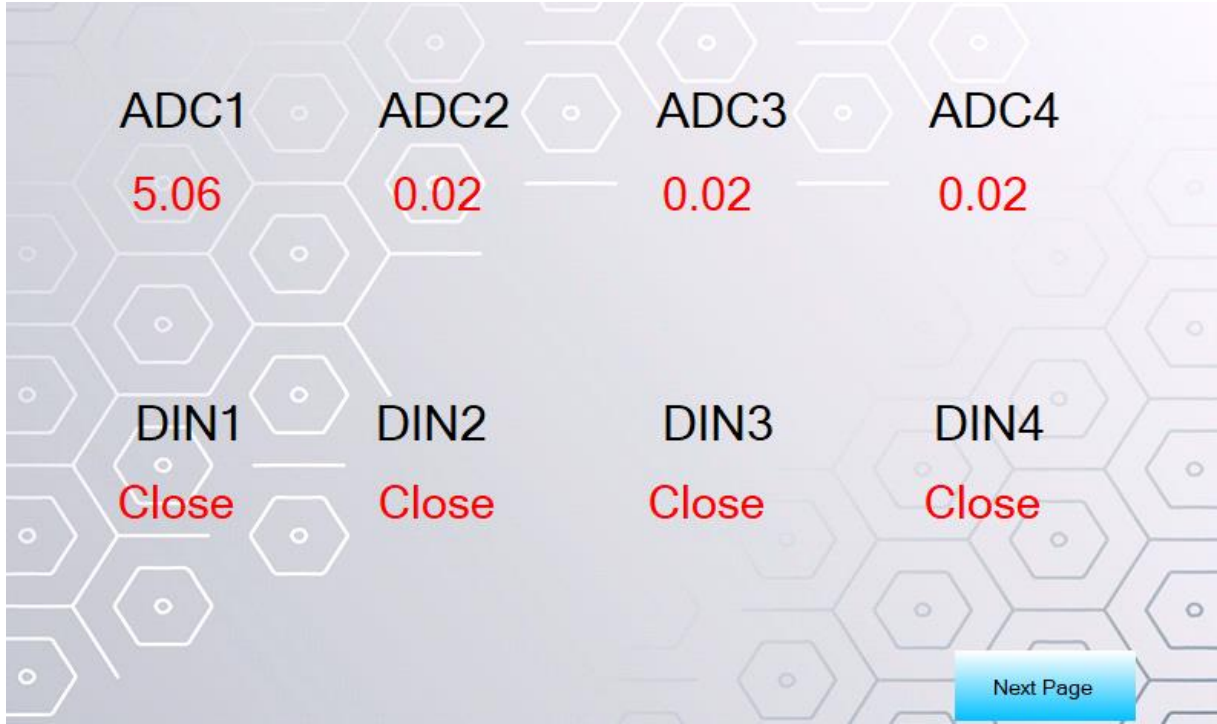 ADC1 ADC2 ADC3 ADC4
5.06 0.02 0.02 0.02
DIN1 DIN2 DIN3 DIN4
Close Close Close Close
Next Page